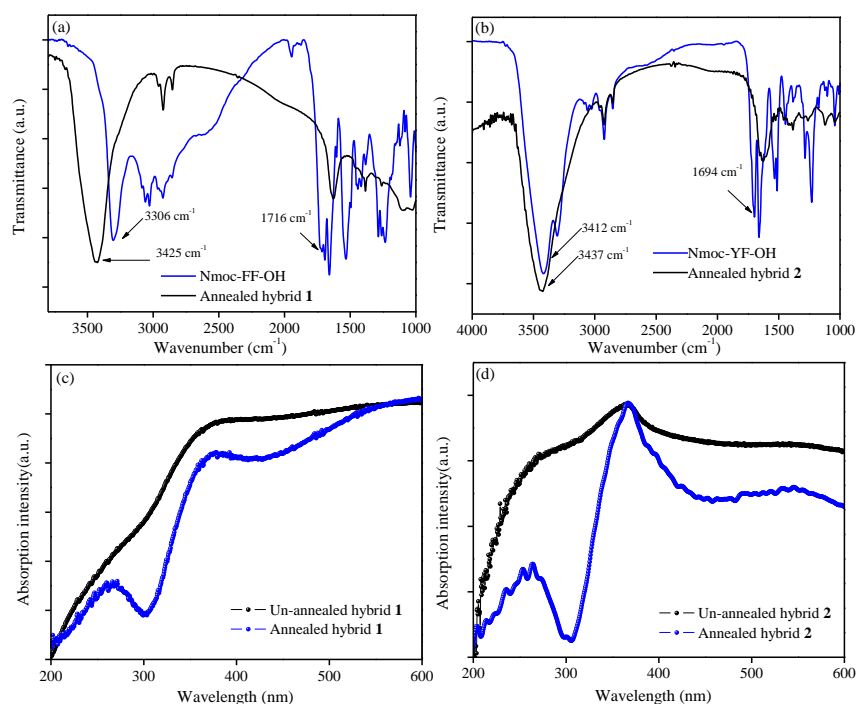 (a)
Transmittance (a.u.)
3306 cm⁻¹
3425 cm⁻¹
1716 cm⁻¹
Nmoc-FF-OH
Annealed hybrid 1
3500 3000 2500 2000 1500 1000
Wavenumber (cm⁻¹)
(b)
Transmittance (a.u.)
1694 cm⁻¹
3412 cm⁻¹
3437 cm⁻¹
Nmoc-YF-OH
Annealed hybrid 2
4000 3500 3000 2500 2000 1500 1000
Wavenumber (cm⁻¹)
(c)
Absorption intensity(a.u.)
Un-annealed hybrid 1
Annealed hybrid 1
200 300 400 500 600
Wavelength (nm)
(d)
Absorption intensity(a.u.)
Un-annealed hybrid 2
Annealed hybrid 2
200 300 400 500 600
Wavelength (nm)